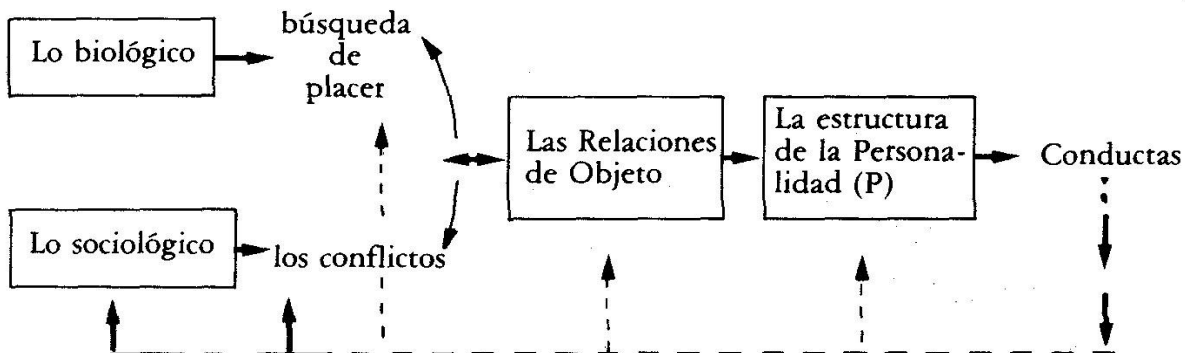 Lo biológico
búsqueda
de
placer
Las Relaciones
de Objeto
La estructura
de la Persona-
lidad (P)
Conductas
Lo sociológico
los conflictos